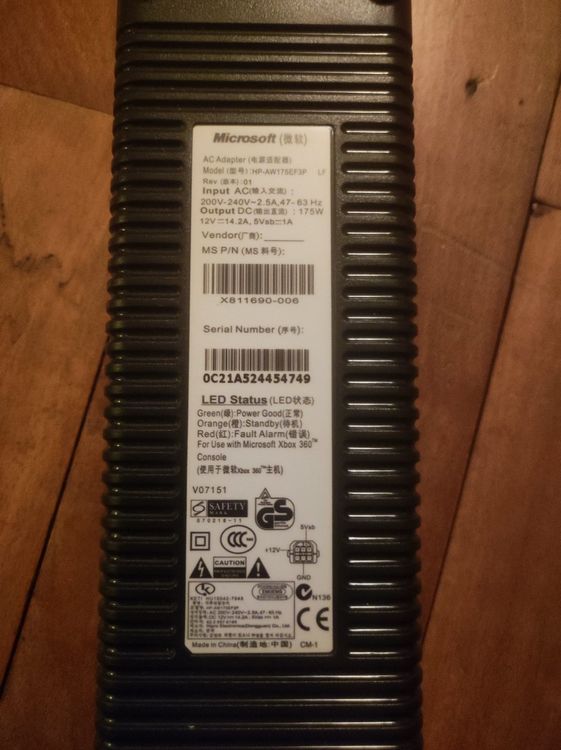 Microsoft (微软)
AC Adapter (电源适配器)
Model (型号): HP-AW175EF3P LF
Rev (版本): 01
Input AC(输入交流) :
200V-240V~2.5A,47- 63 Hz
Output DC(输出直流) : 175W
12V⎓14.2A, 5Vsb⎓1A
Vendor(厂商):
MS P/N (MS 料号):
X811690-006
Serial Number (序号):
0C21A524454749
LED Status (LED状态)
Green(绿):Power Good(正常)
Orange(橙):Standby(待机)
Red(红):Fault Alarm(错误)
For Use with Microsoft Xbox 360™
Console
(使用于微软Xbox 360™主机)
V07151
S SAFETY
MARK
GS
5Vsb
+12V
CCC
CAUTION
GND
N136
CE
Made in China(制造地:中国) CM-1